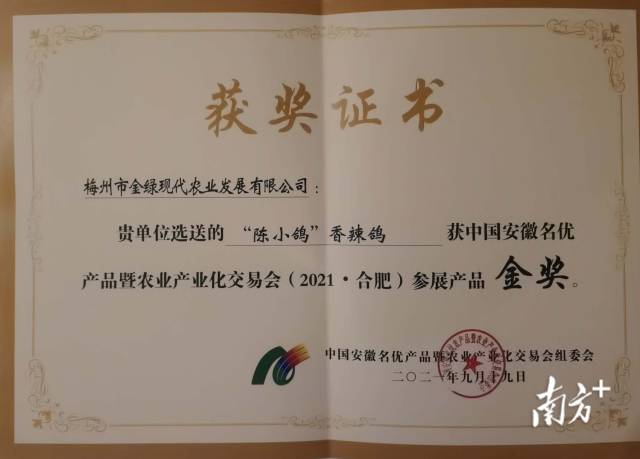 获奖证书
梅州市金绿现代农业发展有限公司：
贵单位选送的 “陈小鸽”香辣鸽 获中国安徽名优
产品暨农业产业化交易会（2021·合肥）参展产品 金奖。
中国安徽名优产品暨农业产业化交易会组委会
二〇二一年九月十九日
南方+